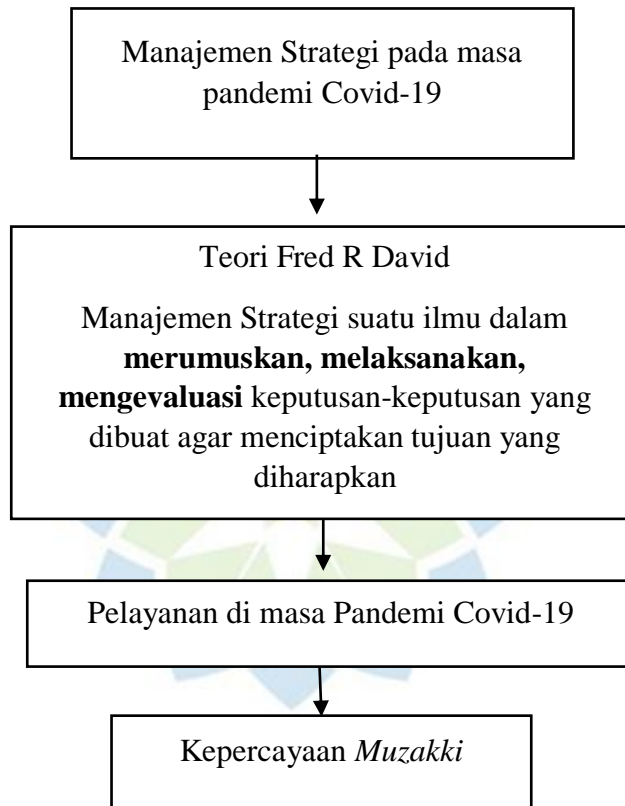 Manajemen Strategi pada masa
pandemi Covid-19
Teori Fred R David
Manajemen Strategi suatu ilmu dalam
merumuskan, melaksanakan,
mengevaluasi keputusan-keputusan yang
dibuat agar menciptakan tujuan yang
diharapkan
Pelayanan di masa Pandemi Covid-19
Kepercayaan Muzakki